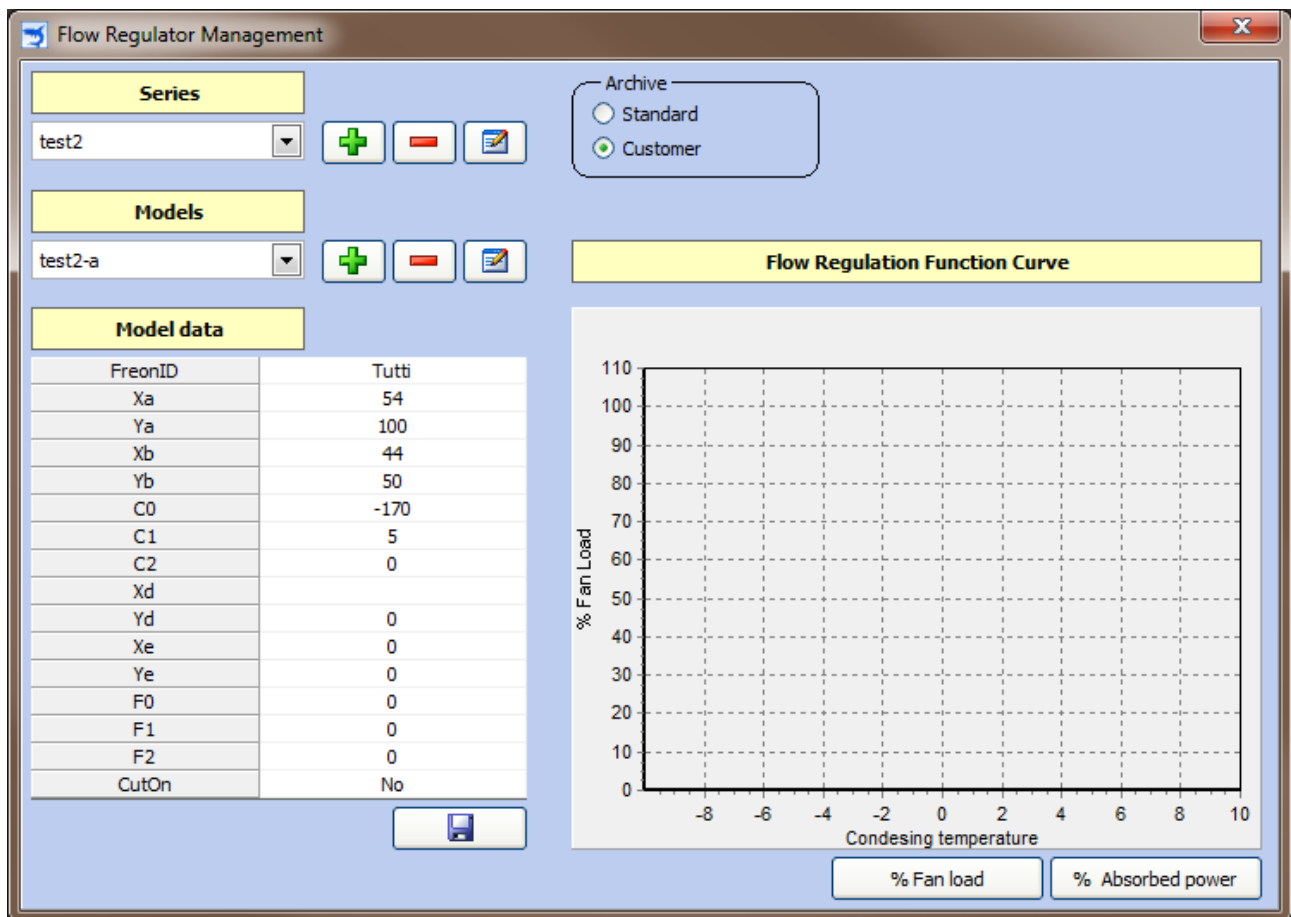 Flow Regulator Management
Series
test2
Archive
Standard
Customer
Models
test2-a
Flow Regulation Function Curve
Model data
FreonID Tutti
Xa 54
Ya 100
Xb 44
Yb 50
C0 -170
C1 5
C2 0
Xd
Yd 0
Xe 0
Ye 0
F0 0
F1 0
F2 0
CutOn No
110
100
90
80
70
60
50
40
30
20
10
0
% Fan Load
-8 -6 -4 -2 0 2 4 6 8 10
Condesing temperature
% Fan load
% Absorbed power